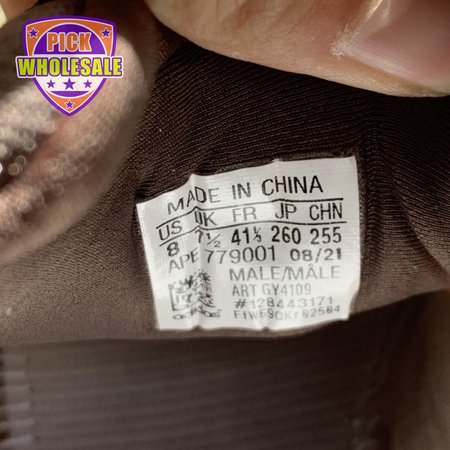 PICK
WHOLESALE
MADE IN CHINA
US UK FR JP CHN
8 7½ 41⅓ 260 255
APE 779001 08/21
MALE/MÂLE
ART GY4109
#128443171